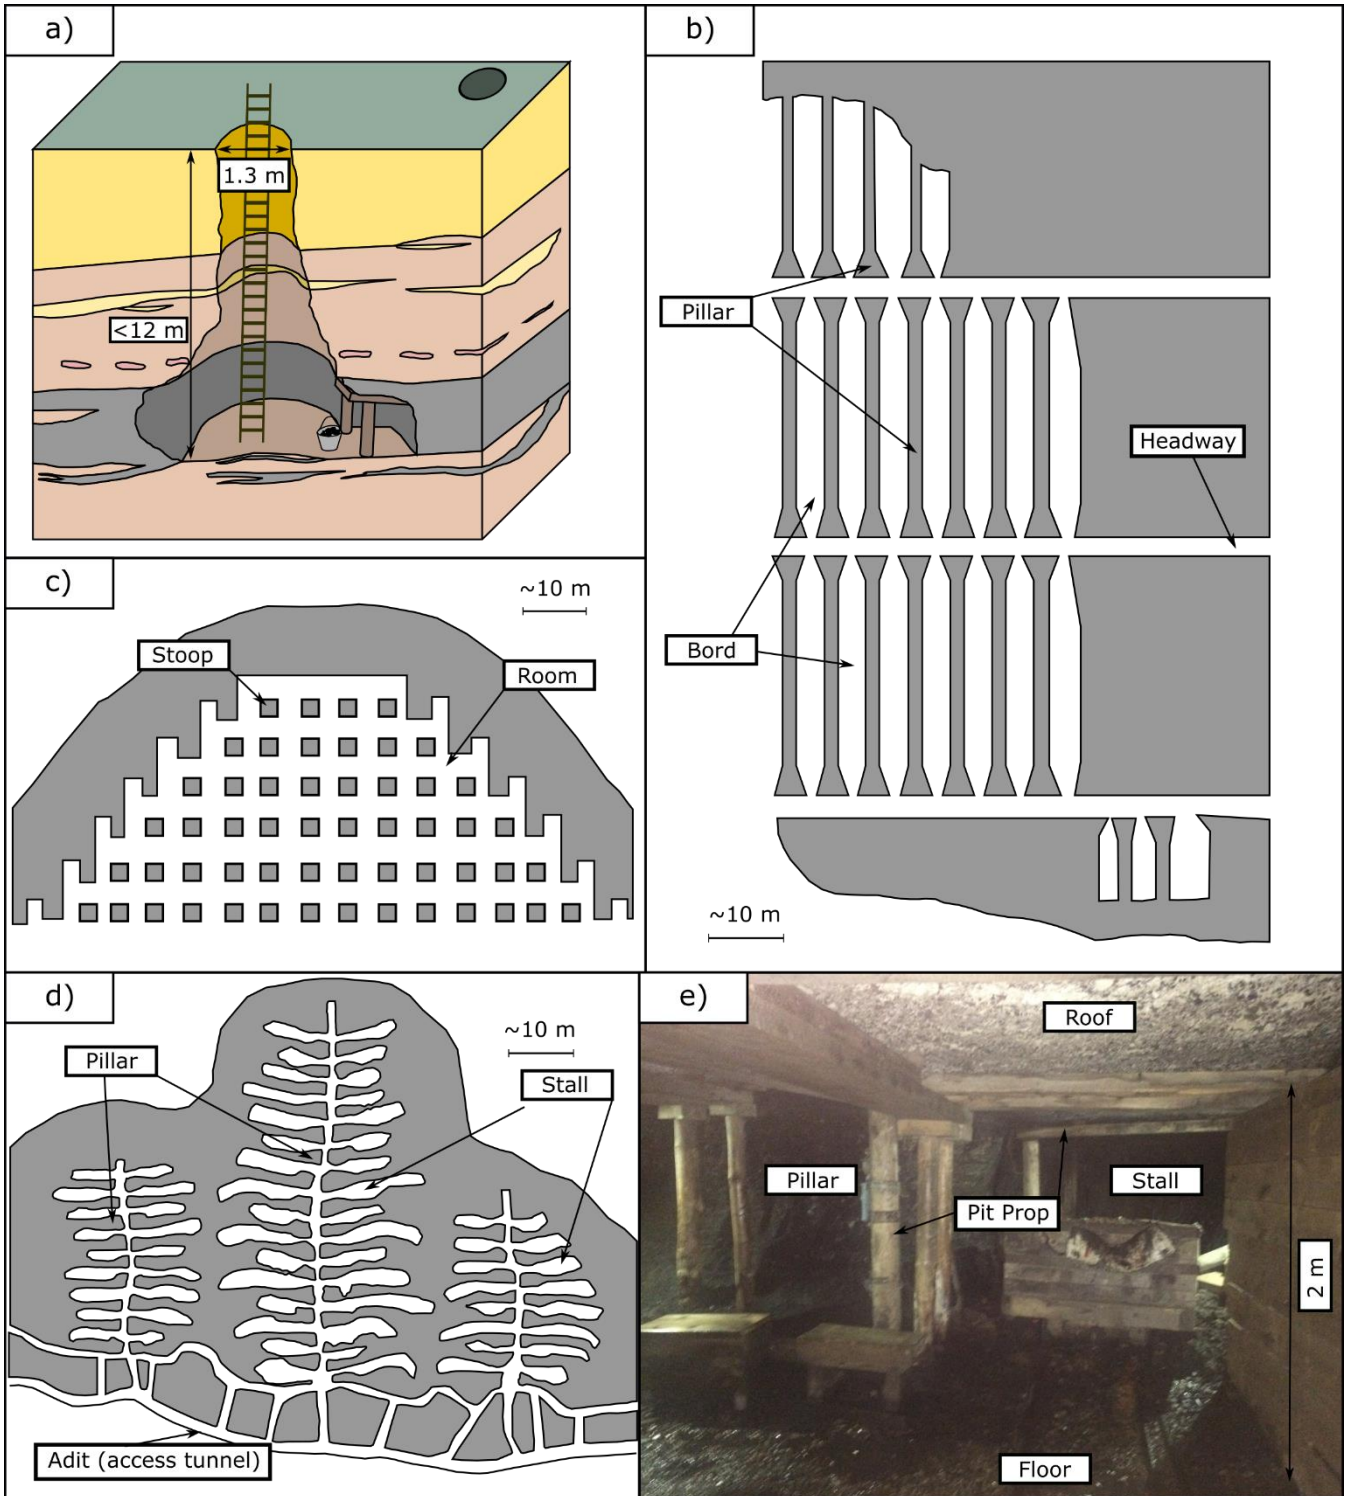 a)
1.3 m
<12 m
b)
Pillar
Headway
Bord
~10 m
c)
~10 m
Stoop
Room
d)
~10 m
Pillar
Stall
Adit (access tunnel)
e)
Roof
Pillar
Stall
Pit Prop
2 m
Floor